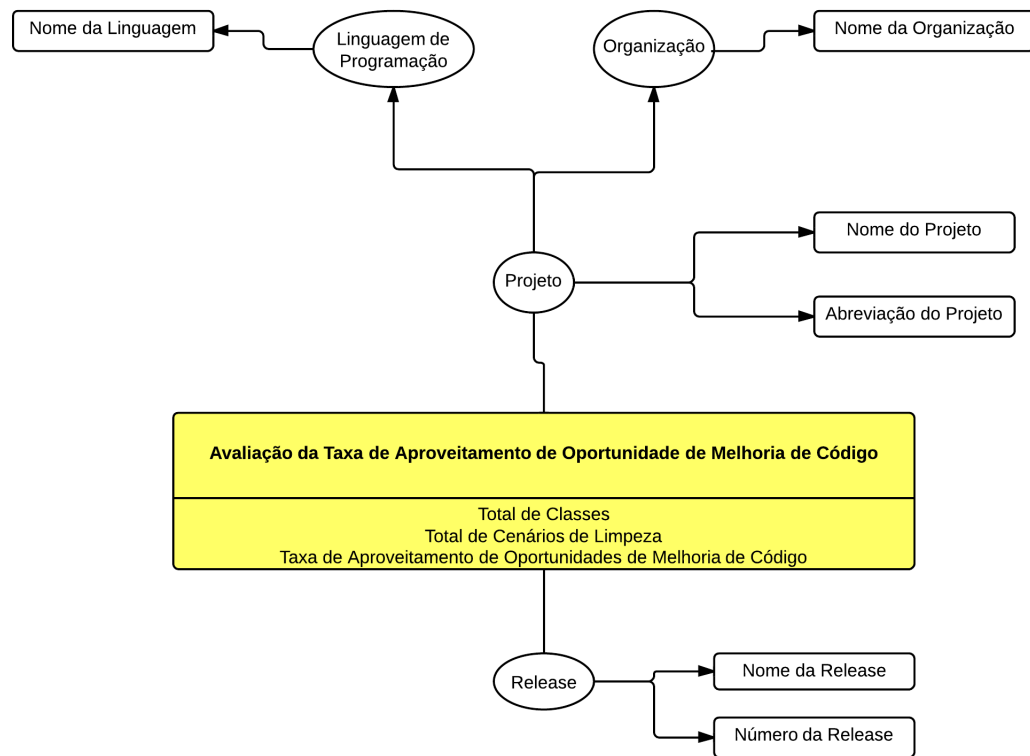 Nome da Linguagem
Linguagem de
Programação
Organização
Nome da Organização
Nome do Projeto
Projeto
Abreviação do Projeto
Avaliação da Taxa de Aproveitamento de Oportunidade de Melhoria de Código
Total de Classes
Total de Cenários de Limpeza
Taxa de Aproveitamento de Oportunidades de Melhoria de Código
Nome da Release
Release
Número da Release